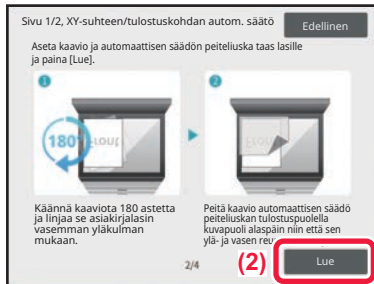 Sivu 1/2, XY-suhteen/tulostuskohdan autom. säätö
Edellinen
Aseta kaavio ja automaattisen säädön peiteliuska taas lasille
ja paina [Lue].
1
2
180°
Front
Käännä kaaviota 180 astetta
ja linjaa se asiakirjalasin
vasemman yläkulman
mukaan.
Peitä kaavio automaattisen säädö
peiteliuskan tulostuspuolella
kuvapuoli alaspäin niin että sen
ylä- ja vasen
2/4
(2)
Lue